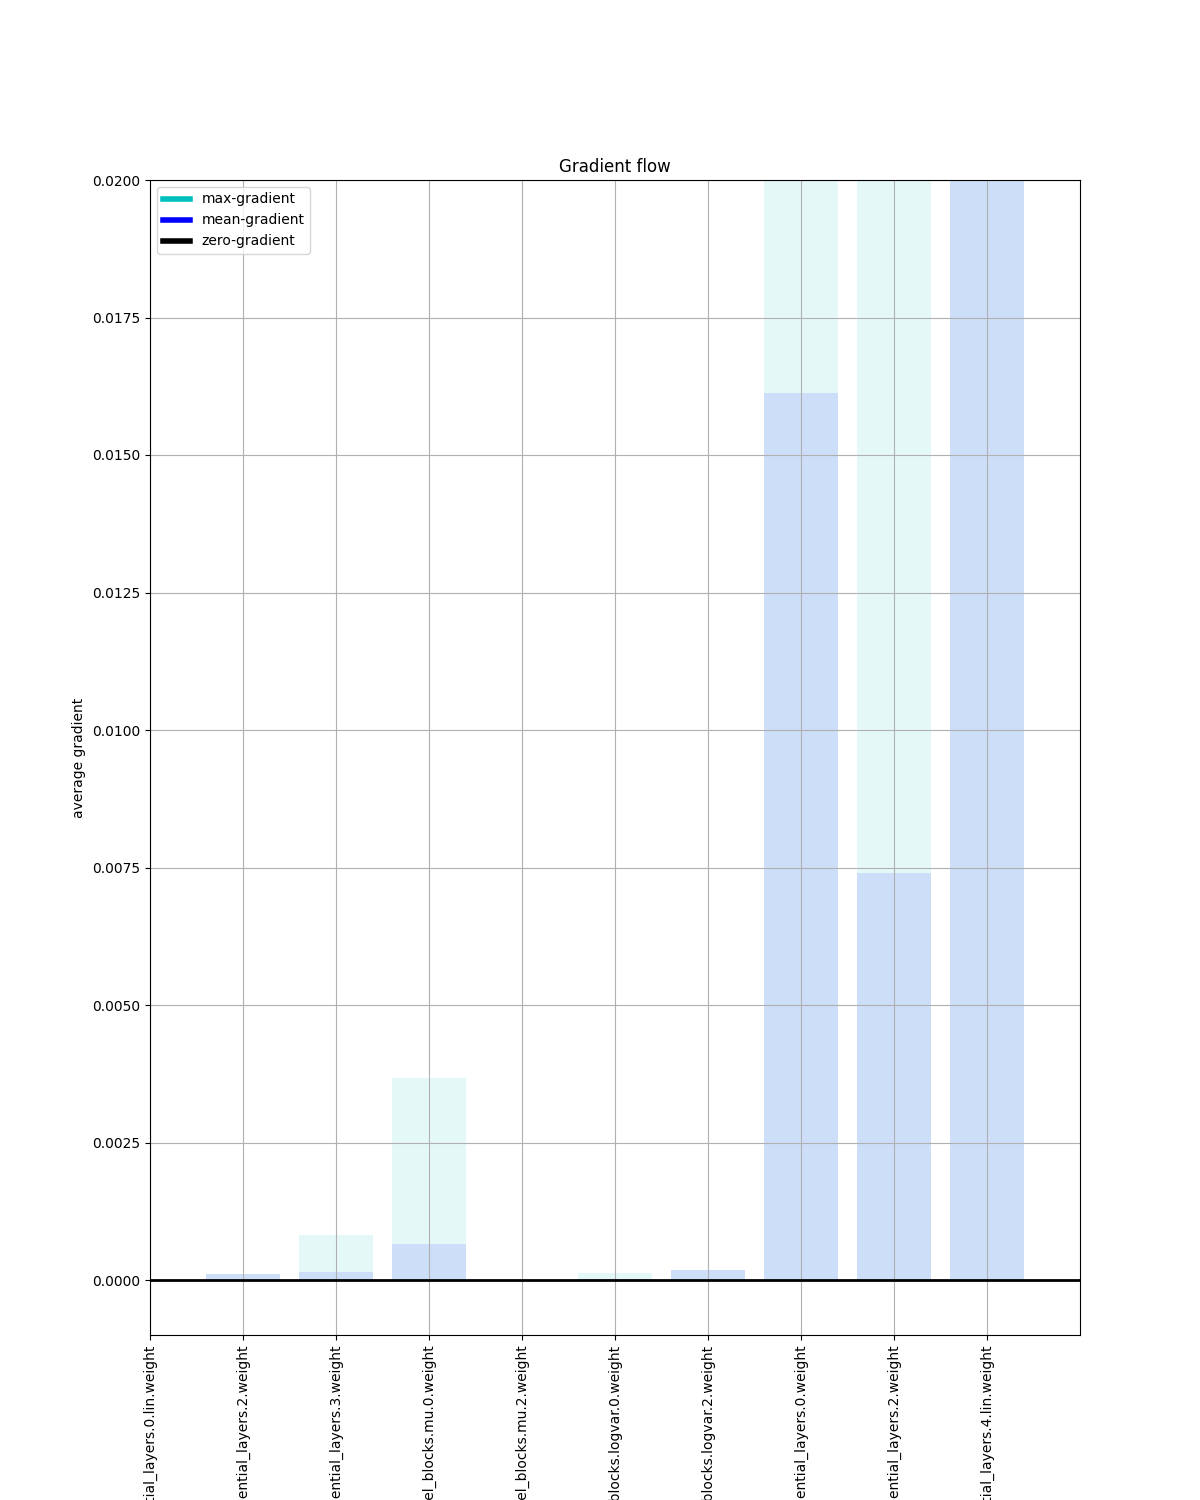 Gradient flow
max-gradient
mean-gradient
zero-gradient
0.0200
0.0175
0.0150
0.0125
0.0100
0.0075
0.0050
0.0025
0.0000
average gradient
tial_layers.0.lin.weight
ential_layers.2.weight
ential_layers.3.weight
el_blocks.mu.0.weight
el_blocks.mu.2.weight
blocks.logvar.0.weight
blocks.logvar.2.weight
ential_layers.0.weight
ential_layers.2.weight
tial_layers.4.lin.weight